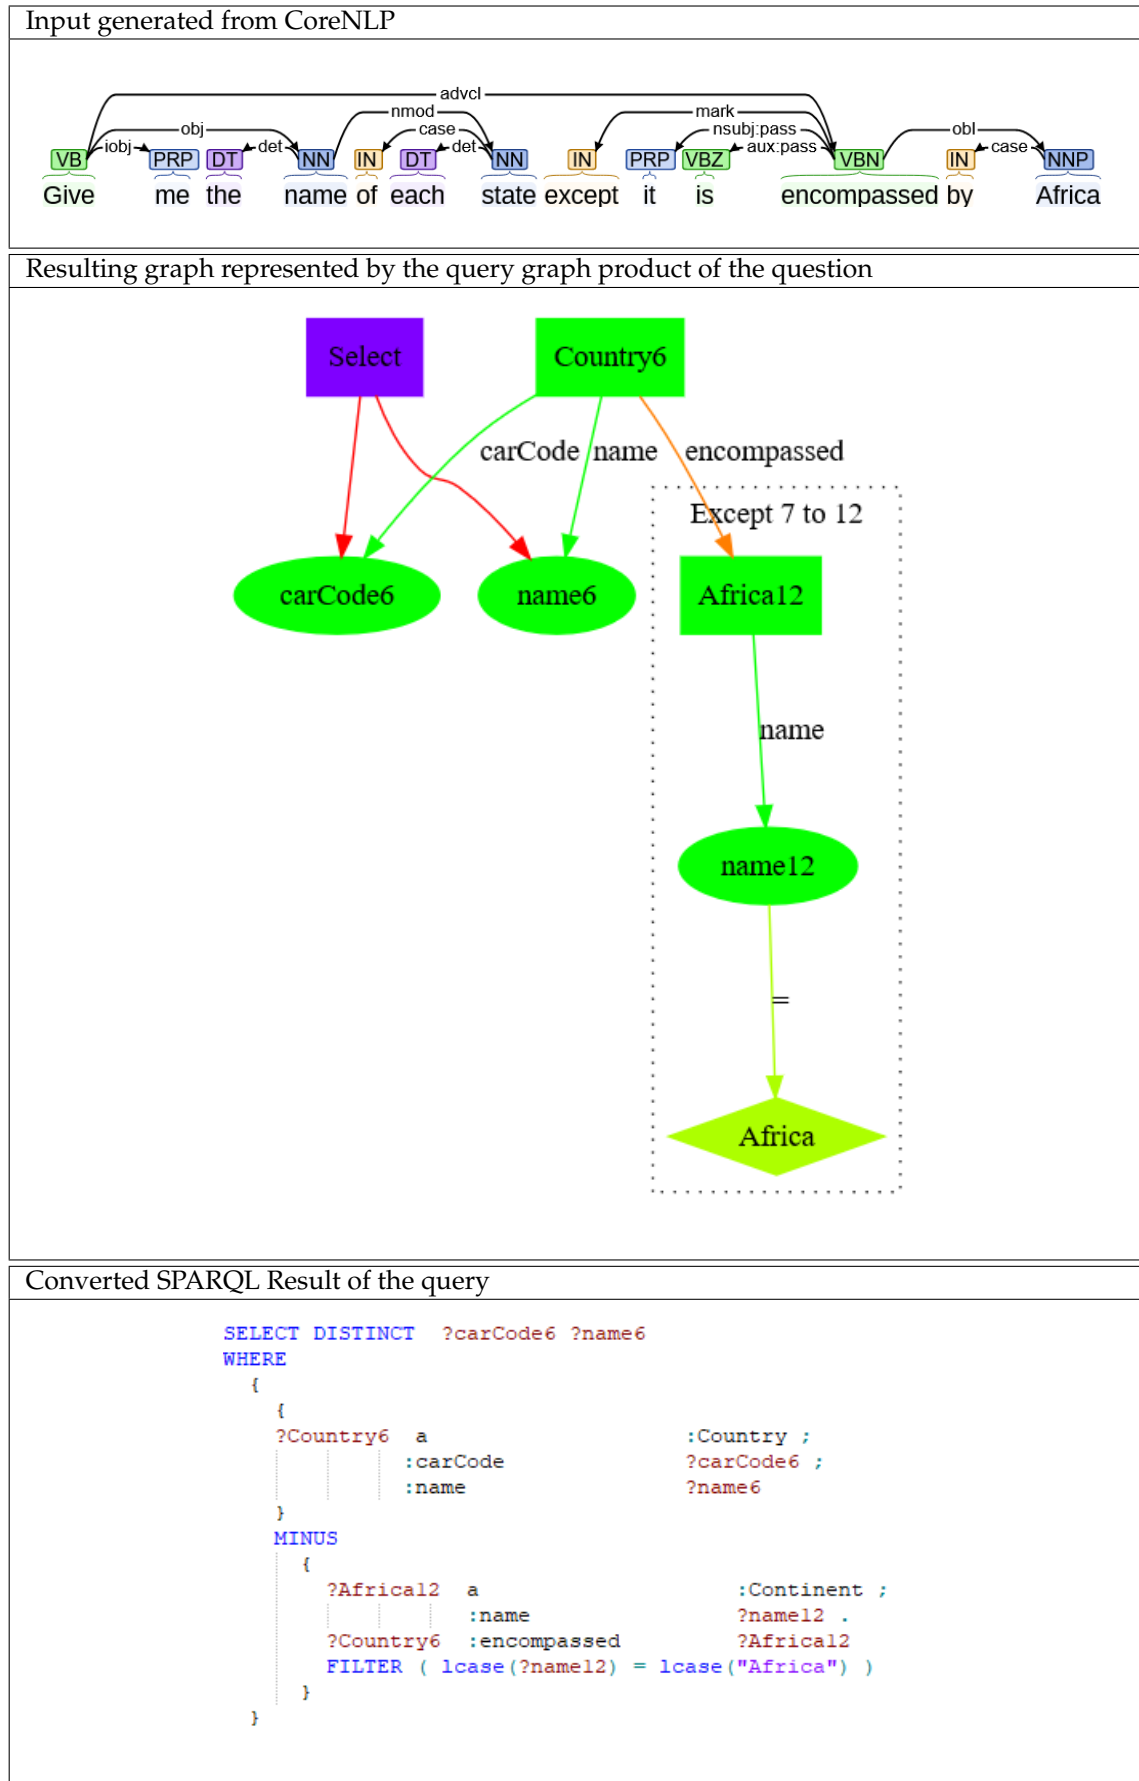 Input generated from CoreNLP
advcl
nmod mark
obj case nsubj:pass obl
iobj det det aux:pass case
VB PRP DT NN IN DT NN IN PRP VBZ VBN IN NNP
Give me the name of each state except it is encompassed by Africa
Resulting graph represented by the query graph product of the question
Select Country6
carCode name encompassed
Except 7 to 12
carCode6 name6 Africa12
name
name12
=
Africa
Converted SPARQL Result of the query
SELECT DISTINCT ?carCode6 ?name6
WHERE
{
{
?Country6 a :Country ;
:carCode ?carCode6 ;
:name ?name6
}
MINUS
{
?Africa12 a :Continent ;
:name ?name12 .
?Country6 :encompassed ?Africa12
FILTER ( lcase(?name12) = lcase("Africa") )
}
}